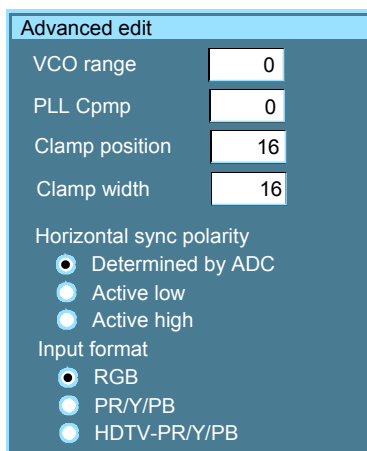 Advanced edit
VCO range 0
PLL Cpmp 0
Clamp position 16
Clamp width 16
Horizontal sync polarity
Determined by ADC
Active low
Active high
Input format
RGB
PR/Y/PB
HDTV-PR/Y/PB